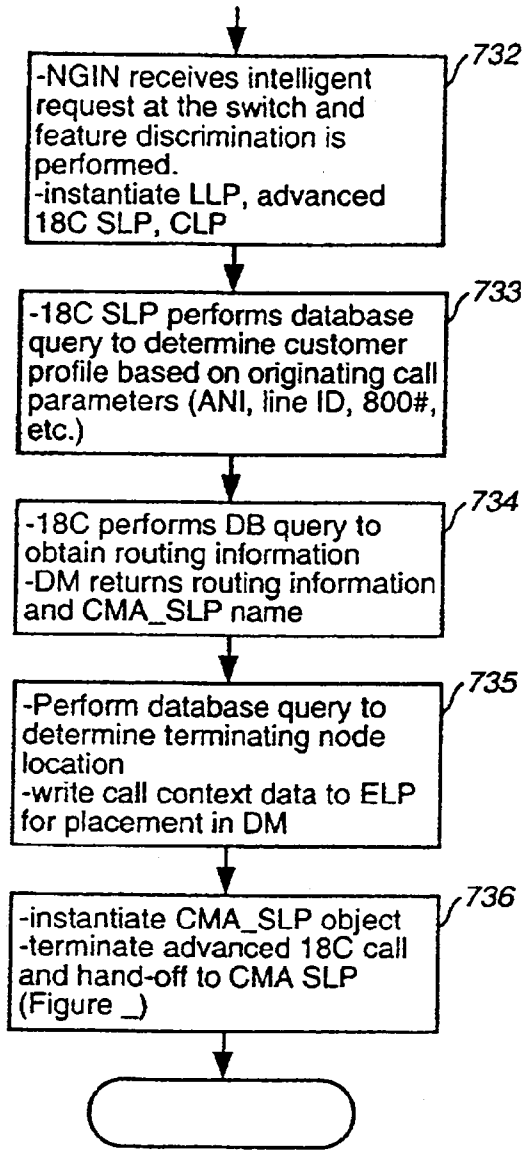 732
-NGIN receives intelligent
request at the switch and
feature discrimination is
performed.
-instantiate LLP, advanced
18C SLP, CLP
733
-18C SLP performs database
query to determine customer
profile based on originating call
parameters (ANI, line ID, 800#,
etc.)
734
-18C performs DB query to
obtain routing information
-DM returns routing information
and CMA_SLP name
735
-Perform database query to
determine terminating node
location
-write call context data to ELP
for placement in DM
736
-instantiate CMA_SLP object
-terminate advanced 18C call
and hand-off to CMA SLP
(Figure _)